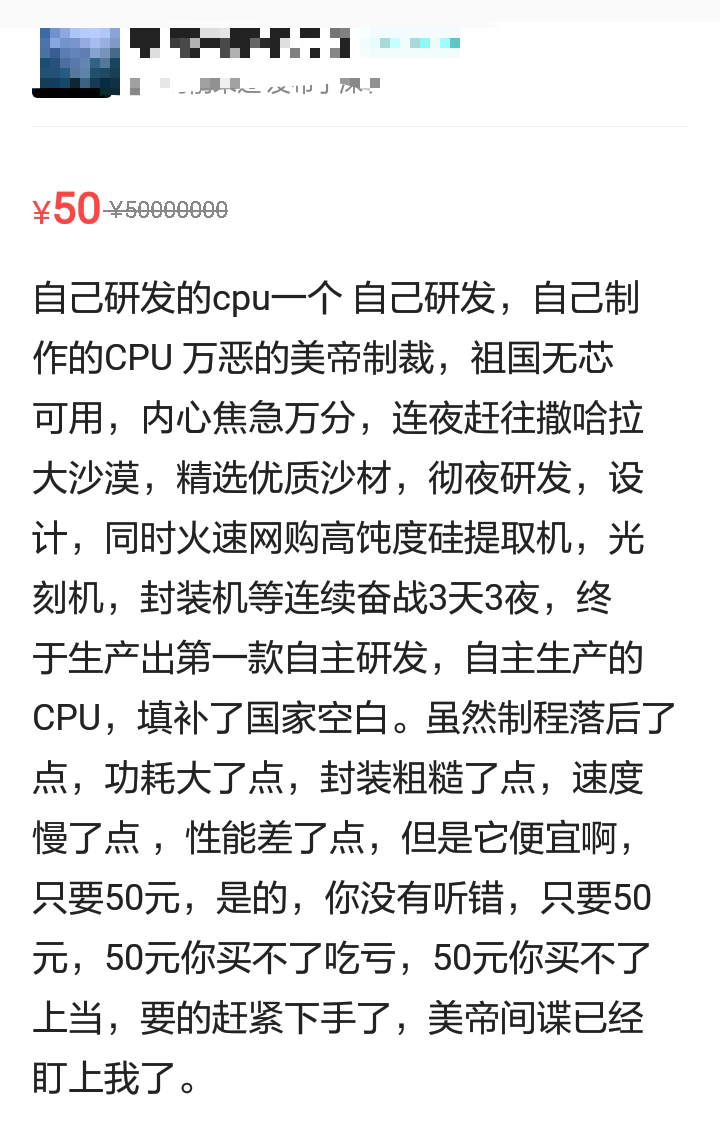 ¥50 ¥50000000
自己研发的cpu一个 自己研发，自己制
作的CPU 万恶的美帝制裁，祖国无芯
可用，内心焦急万分，连夜赶往撒哈拉
大沙漠，精选优质沙材，彻夜研发，设
计，同时火速网购高饨度硅提取机，光
刻机，封装机等连续奋战3天3夜，终
于生产出第一款自主研发，自主生产的
CPU，填补了国家空白。虽然制程落后了
点，功耗大了点，封装粗糙了点，速度
慢了点 ，性能差了点，但是它便宜啊，
只要50元，是的，你没有听错，只要50
元，50元你买不了吃亏，50元你买不了
上当，要的赶紧下手了，美帝间谍已经
盯上我了。